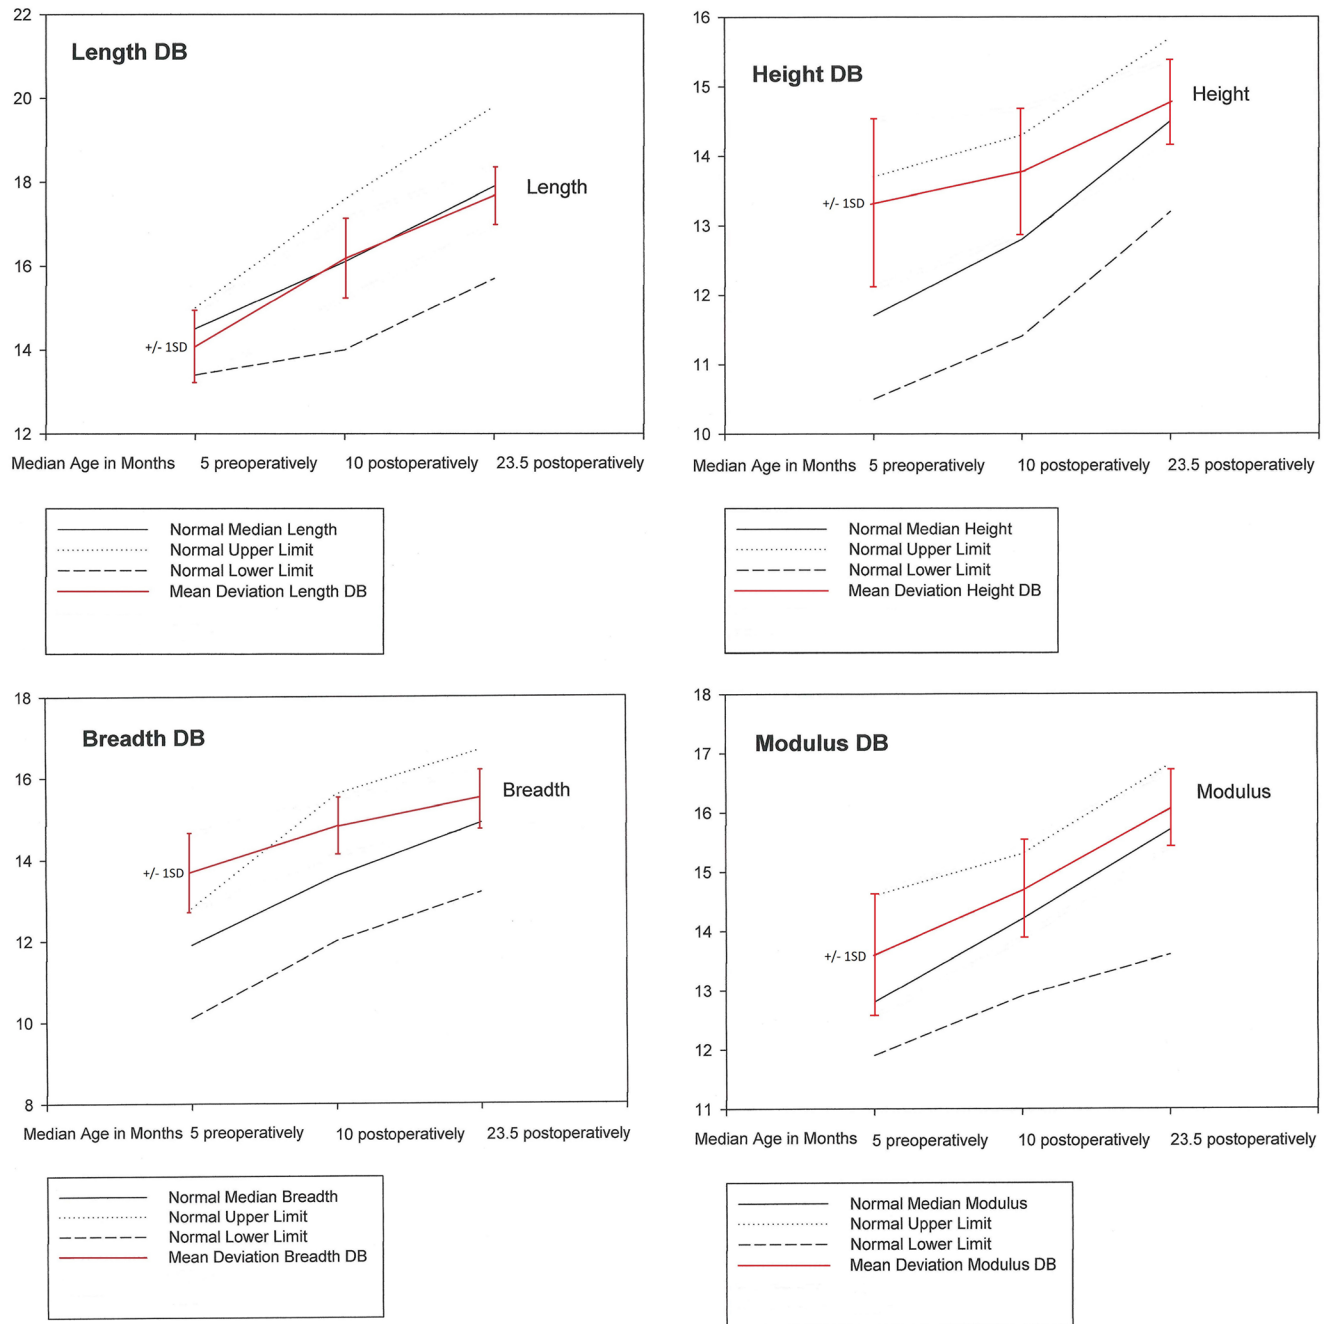 Length DB
22
20
18
16
14
12
+/- 1SD
Length
Median Age in Months 5 preoperatively 10 postoperatively 23.5 postoperatively
Normal Median Length
Normal Upper Limit
Normal Lower Limit
Mean Deviation Length DB
Height DB
16
15
14
13
12
11
10
+/- 1SD
Height
Median Age in Months 5 preoperatively 10 postoperatively 23.5 postoperatively
Normal Median Height
Normal Upper Limit
Normal Lower Limit
Mean Deviation Height DB
Breadth DB
18
16
14
12
10
8
+/- 1SD
Breadth
Median Age in Months 5 preoperatively 10 postoperatively 23.5 postoperatively
Normal Median Breadth
Normal Upper Limit
Normal Lower Limit
Mean Deviation Breadth DB
Modulus DB
18
17
16
15
14
13
12
11
+/- 1SD
Modulus
Median Age in Months 5 preoperatively 10 postoperatively 23.5 postoperatively
Normal Median Modulus
Normal Upper Limit
Normal Lower Limit
Mean Deviation Modulus DB